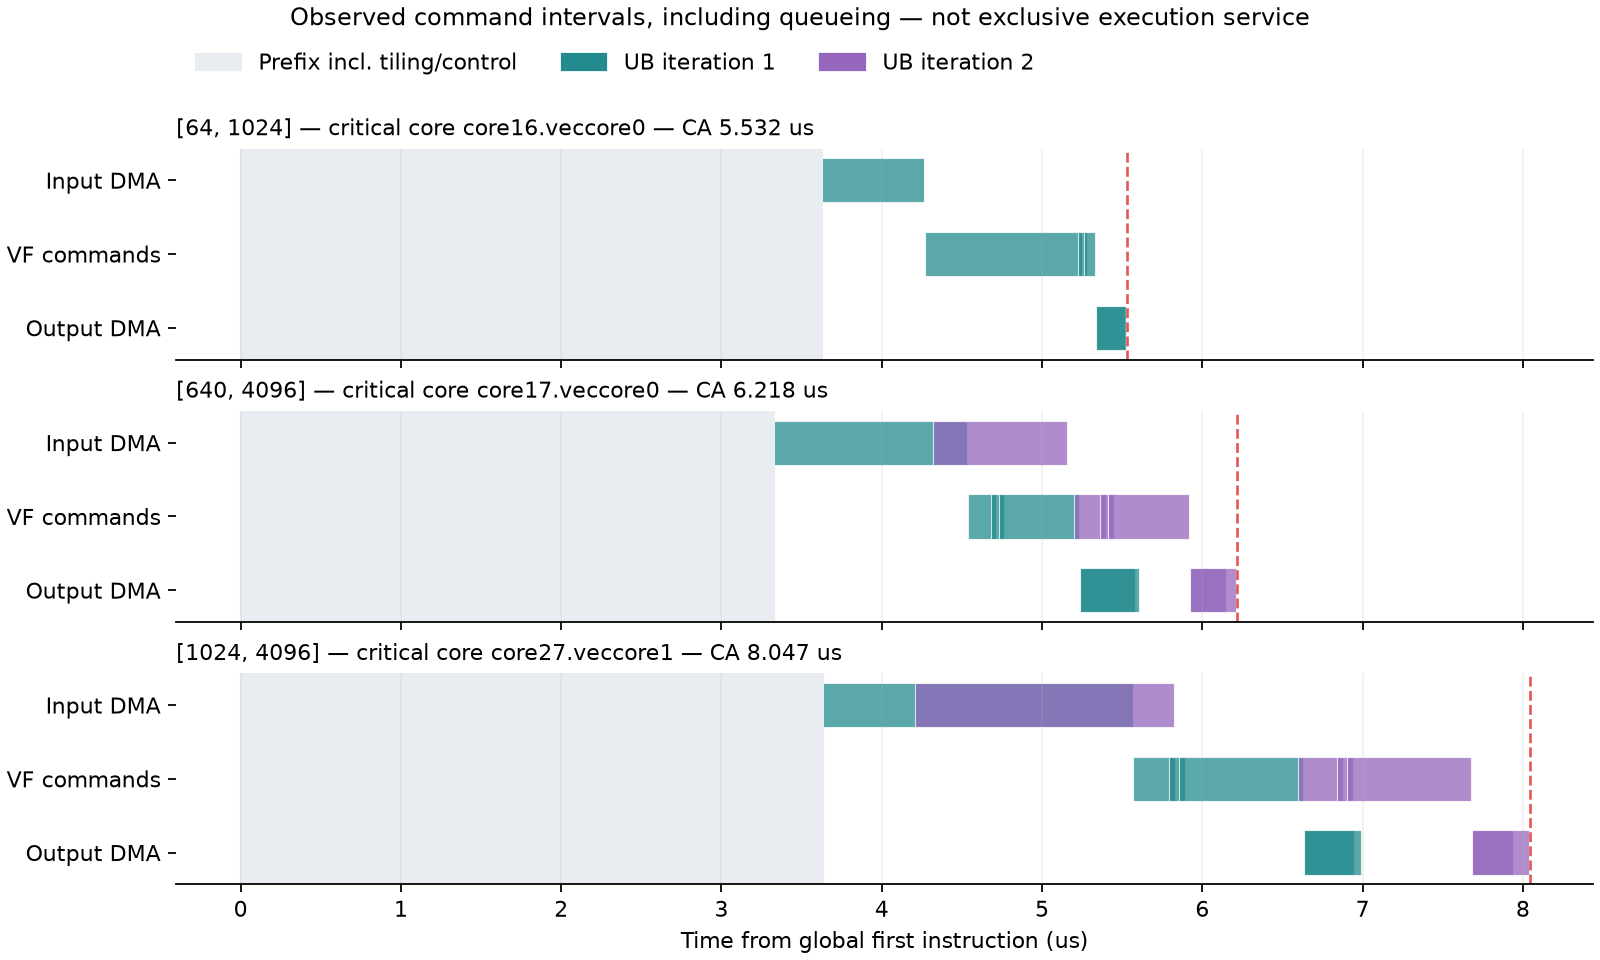 Observed command intervals, including queueing — not exclusive execution service
Prefix incl. tiling/control
UB iteration 1
UB iteration 2
[64, 1024] — critical core core16.veccore0 — CA 5.532 us
Input DMA
VF commands
Output DMA
[640, 4096] — critical core core17.veccore0 — CA 6.218 us
Input DMA
VF commands
Output DMA
[1024, 4096] — critical core core27.veccore1 — CA 8.047 us
Input DMA
VF commands
Output DMA
0 1 2 3 4 5 6 7 8
Time from global first instruction (us)